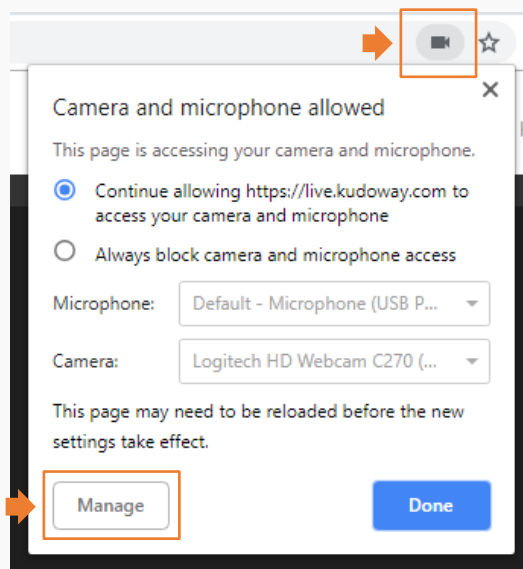 Camera and microphone allowed
This page is accessing your camera and microphone.
Continue allowing https://live.kudoway.com to
access your camera and microphone
Always block camera and microphone access
Microphone: Default - Microphone (USB P...
Camera: Logitech HD Webcam C270 (...
This page may need to be reloaded before the new
settings take effect.
Manage Done